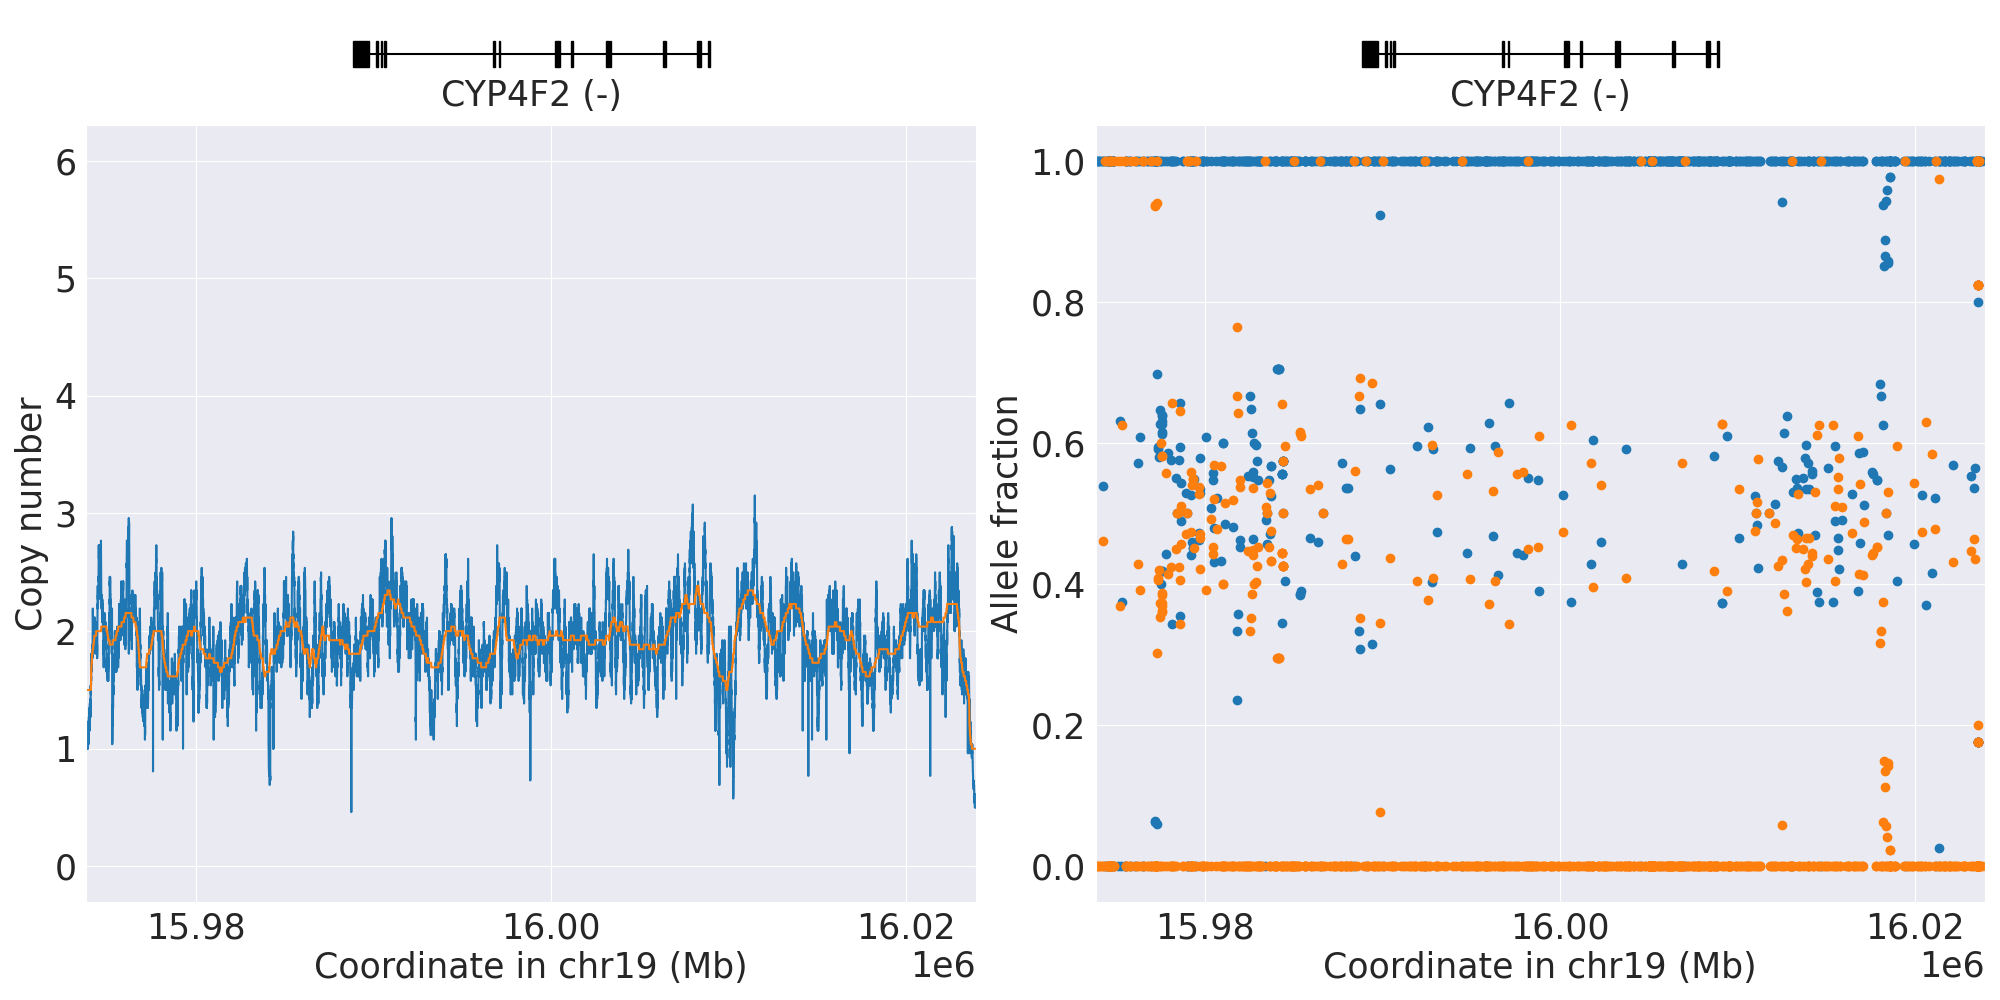 CYP4F2 (-)
6
5
4
3
2
1
0
Copy number
15.98
16.00
16.02
Coordinate in chr19 (Mb)
1e6
CYP4F2 (-)
1.0
0.8
0.6
0.4
0.2
0.0
Allele fraction
15.98
16.00
16.02
Coordinate in chr19 (Mb)
1e6